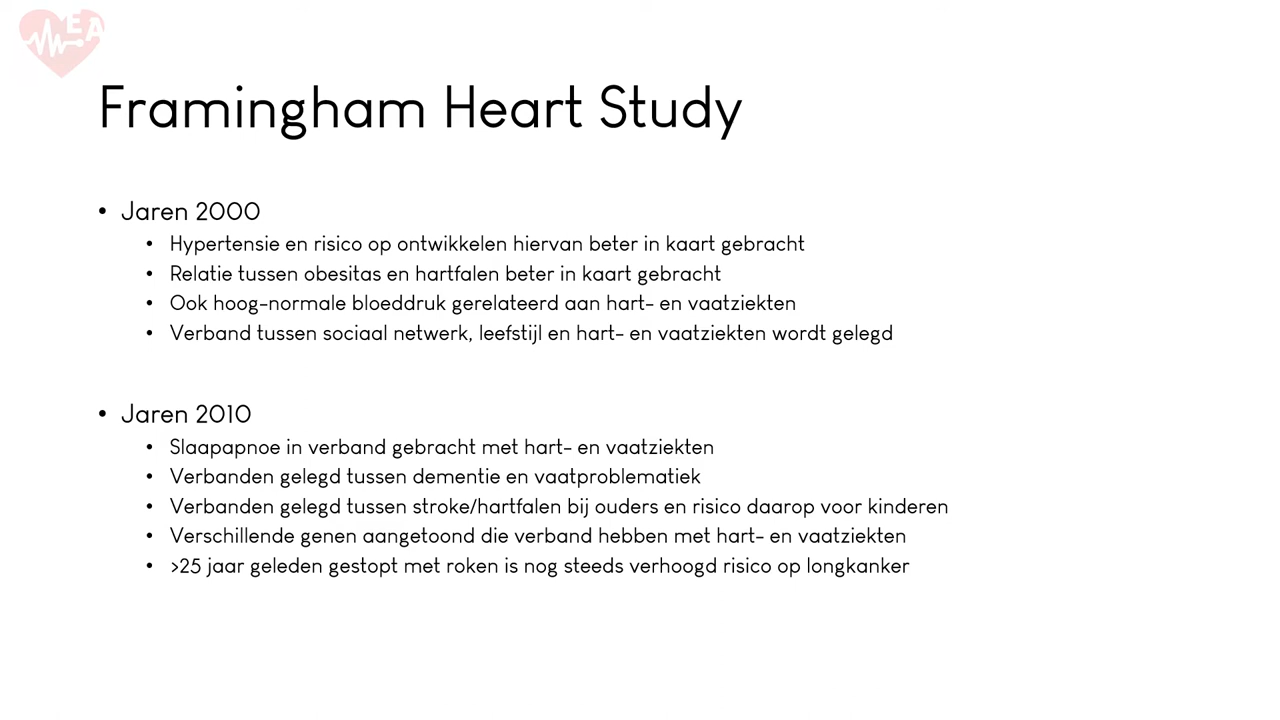 EA
Framingham Heart Study
• Jaren 2000
• Hypertensie en risico op ontwikkelen hiervan beter in kaart gebracht
• Relatie tussen obesitas en hartfalen beter in kaart gebracht
• Ook hoog-normale bloeddruk gerelateerd aan hart- en vaatziekten
• Verband tussen sociaal netwerk, leefstijl en hart- en vaatziekten wordt gelegd
• Jaren 2010
• Slaapapnoe in verband gebracht met hart- en vaatziekten
• Verbanden gelegd tussen dementie en vaatproblematiek
• Verbanden gelegd tussen stroke/hartfalen bij ouders en risico daarop voor kinderen
• Verschillende genen aangetoond die verband hebben met hart- en vaatziekten
• >25 jaar geleden gestopt met roken is nog steeds verhoogd risico op longkanker